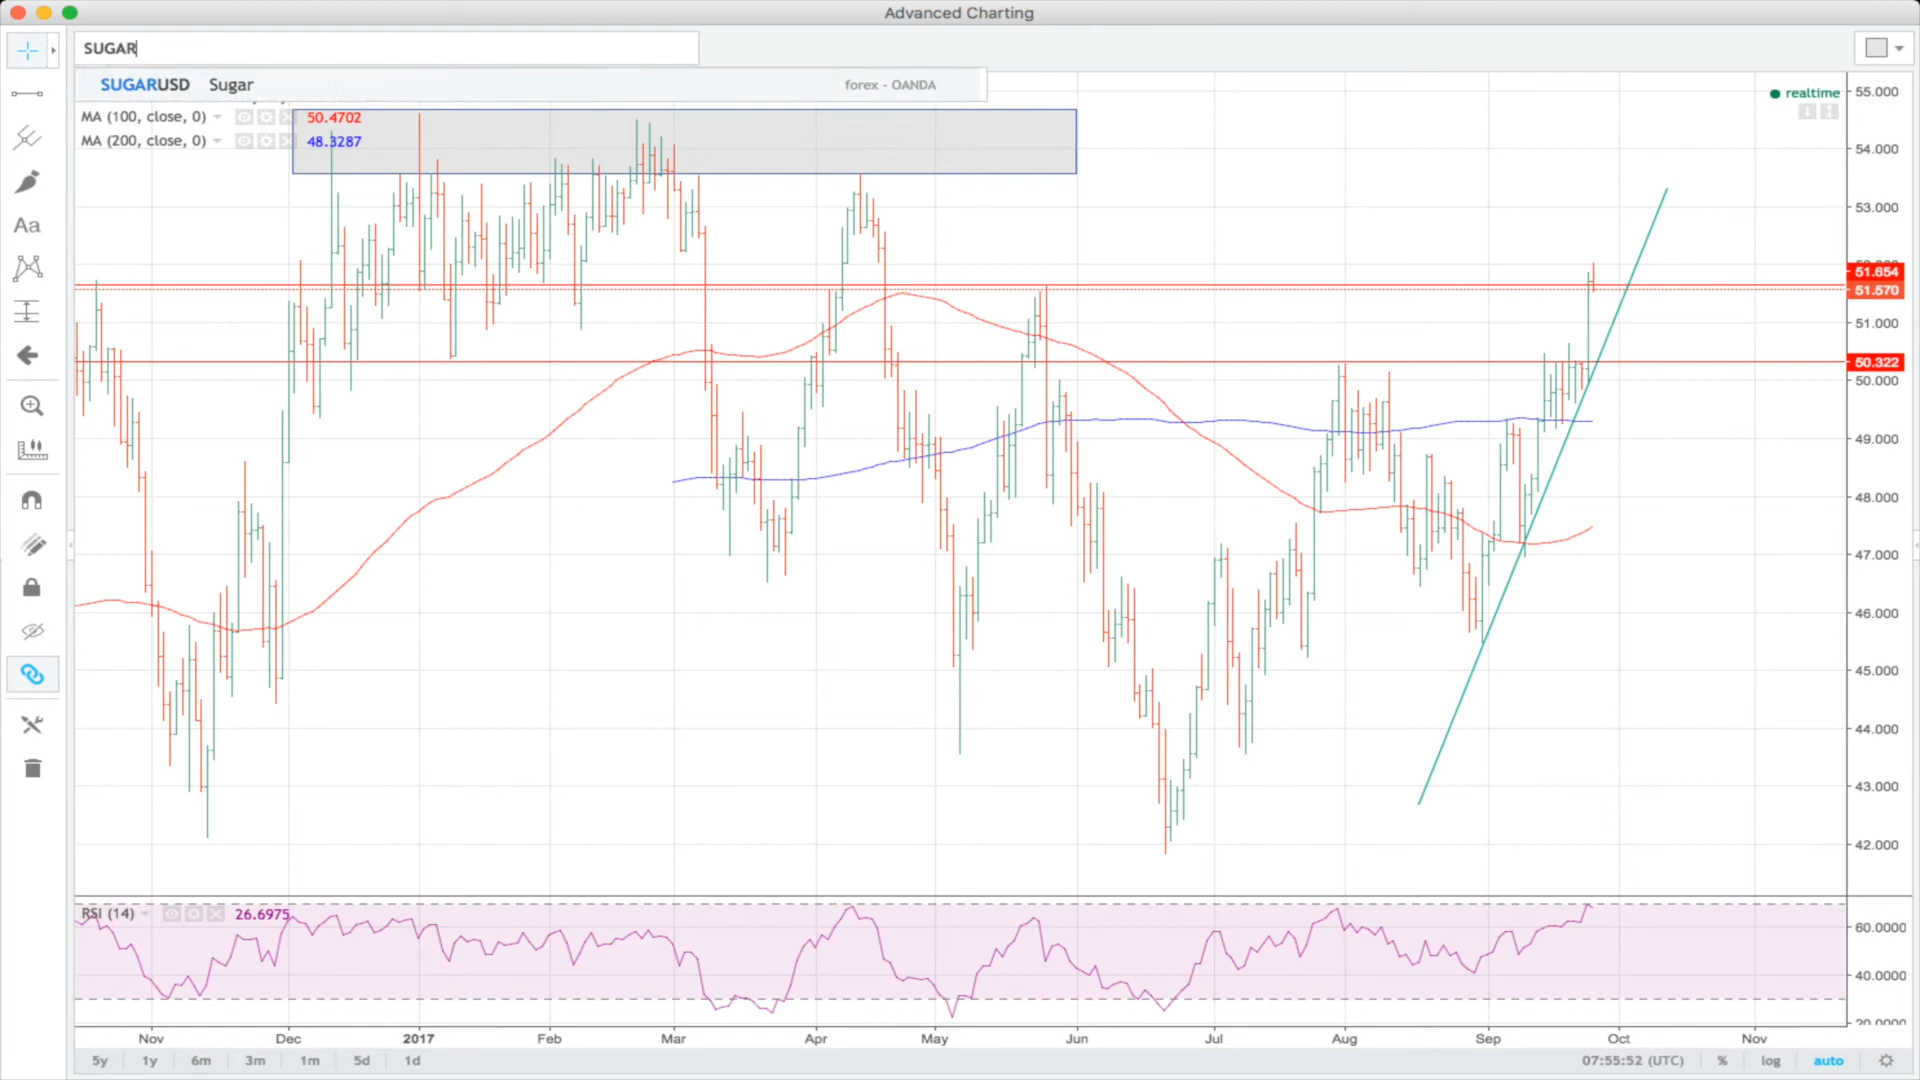 Advanced Charting
SUGAR
SUGARUSD Sugar forex - OANDA
MA (100, close, 0) 50.4702
MA (200, close, 0) 48.3287
realtime
55.000
54.000
53.000
51.654
51.570
51.000
50.322
50.000
49.000
48.000
47.000
46.000
45.000
44.000
43.000
42.000
Aa
RSI (14) 26.6975
60.0000
40.0000
20.0000
Nov Dec 2017 Feb Mar Apr May Jun Jul Aug Sep Oct Nov
5y 1y 6m 3m 1m 5d 1d 07:55:52 (UTC) % log auto